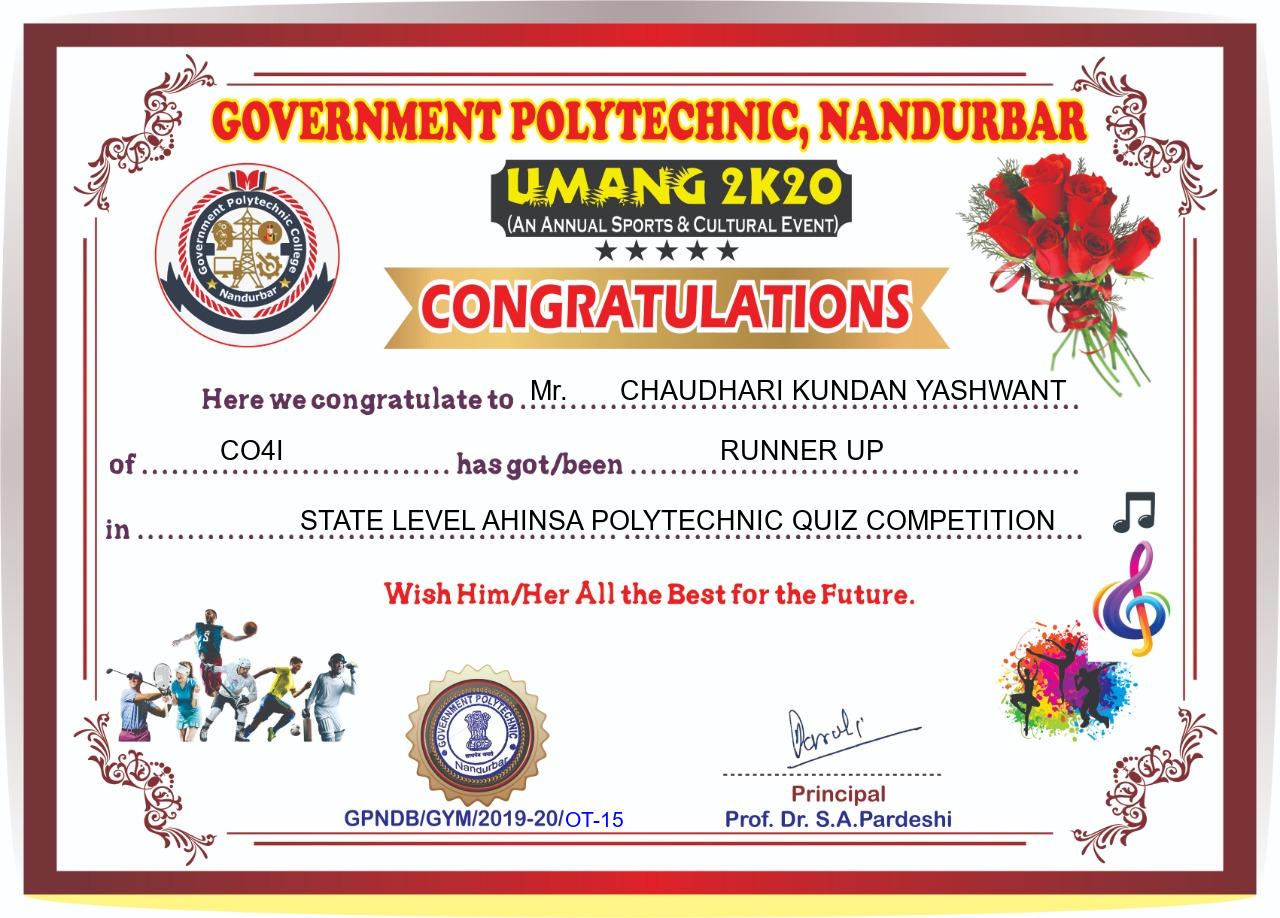 GOVERNMENT POLYTECHNIC, NANDURBAR
Government Polytechnic College
Nandurbar
UMANG 2K20
(AN ANNUAL SPORTS & CULTURAL EVENT)
CONGRATULATIONS
Here we congratulate to Mr. CHAUDHARI KUNDAN YASHWANT
of CO4I has got/been RUNNER UP
in STATE LEVEL AHINSA POLYTECHNIC QUIZ COMPETITION
Wish Him/Her All the Best for the Future.
S
GOVERNMENT POLYTECHNIC
सत्यमेव जयते
Nandurbar
Principal
GPNDB/GYM/2019-20/OT-15
Prof. Dr. S.A.Pardeshi